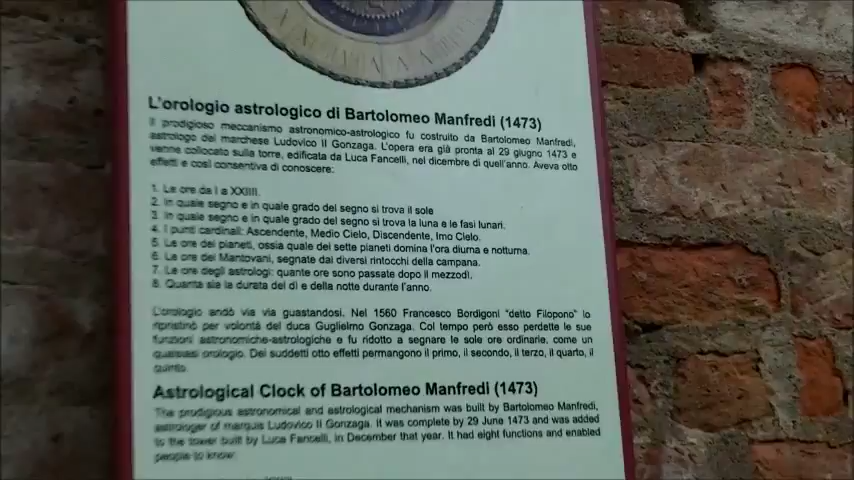 L'orologio astrologico di Bartolomeo Manfredi (1473)
Il prodigioso meccanismo astronomico-astrologico fu costruito da Bartolomeo Manfredi,
astrologo del marchese Ludovico II Gonzaga. L'opera era già pronta al 29 giugno 1473 e
venne collocato sulla torre, edificata da Luca Fancelli, nel dicembre di quell'anno. Aveva otto
effetti e così consentiva di conoscere:
1. Le ore da I a XXIIII.
2. In quale segno e in quale grado del segno si trova il sole
3. In quale segno e in quale grado del segno si trova la luna e le fasi lunari.
4. I punti cardinali: Ascendente, Medio Cielo, Discendente, Imo Cielo.
5. Le ore dei pianeti, ossia quale dei sette pianeti domina l'ora diurna e notturna.
6. Le ore dei Mantovani, segnate dai diversi rintocchi della campana.
7. Le ore degli astrologi: quante ore sono passate dopo il mezzodì.
8. Quanta sia la durata del dì e della notte durante l'anno.
L'orologio andò via via guastandosi. Nel 1560 Francesco Bordigoni "detto Filopono" lo
ripristinò per volontà del duca Guglielmo Gonzaga. Col tempo però esso perdette le sue
funzioni astronomiche-astrologiche e fu ridotto a segnare le sole ore ordinarie, come un
qualsiasi orologio. Dei suddetti otto effetti permangono il primo, il secondo, il terzo, il quarto, il
quinto.
Astrological Clock of Bartolomeo Manfredi (1473)
The prodigious astronomical and astrological mechanism was built by Bartolomeo Manfredi,
astrologer of marquis Ludovico II Gonzaga. It was complete by 29 June 1473 and was added
to the tower built by Luca Fancelli, in December that year. It had eight functions and enabled
people to know